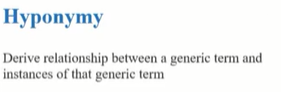 Hyponymy
Derive relationship between a generic term and
instances of that generic term